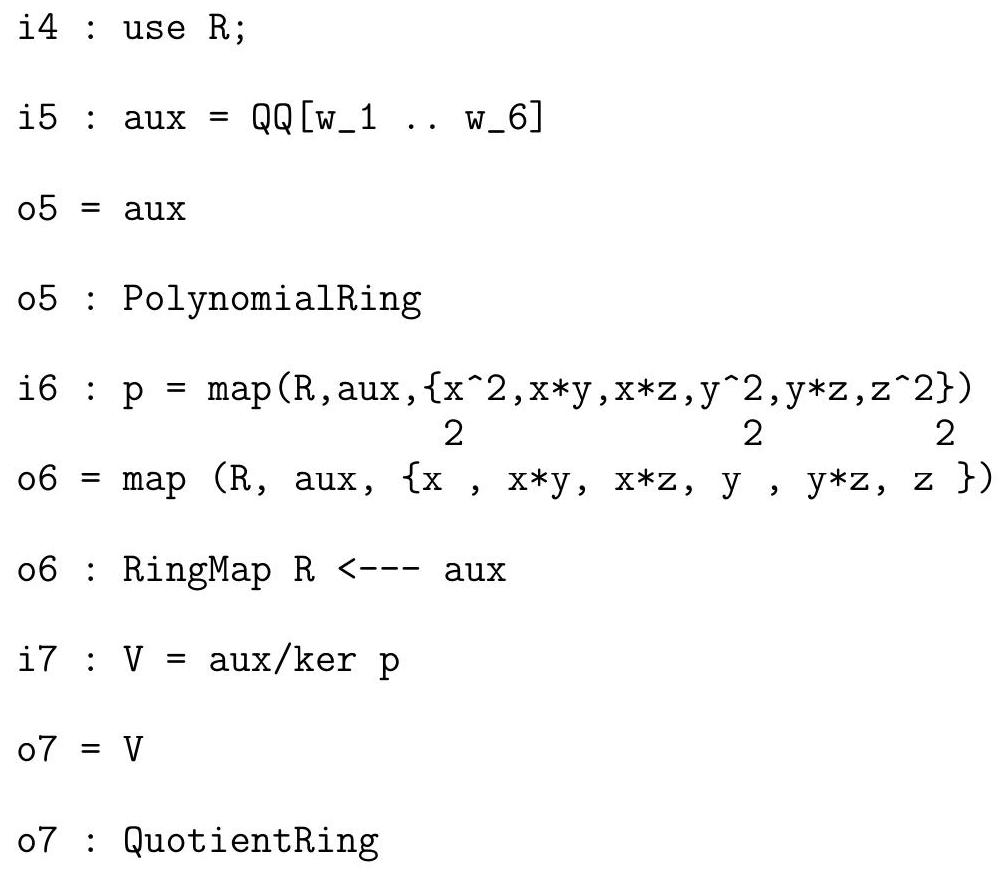 i4 : use R;
i5 : aux = QQ[w_1 .. w_6]
o5 = aux
o5 : PolynomialRing
i6 : p = map(R,aux,{x^2,x*y,x*z,y^2,y*z,z^2})
2 2 2
o6 = map (R, aux, {x , x*y, x*z, y , y*z, z })
o6 : RingMap R <--- aux
i7 : V = aux/ker p
o7 = V
o7 : QuotientRing